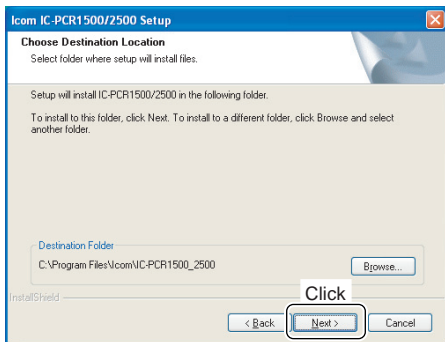 Icom IC-PCR1500/2500 Setup
Choose Destination Location
Select folder where setup will install files.
Setup will install IC-PCR1500/2500 in the following folder.
To install to this folder, click Next. To install to a different folder, click Browse and select
another folder.
Destination Folder
C:\Program Files\Icom\IC-PCR1500_2500
Browse...
InstallShield
Click
< Back
Next >
Cancel